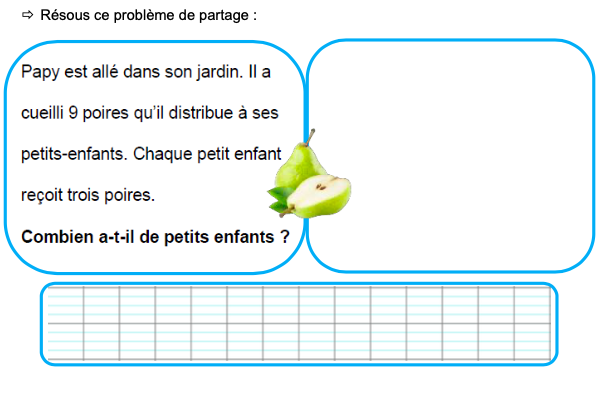 ⇨ Résous ce problème de partage :
Papy est allé dans son jardin. Il a
cueilli 9 poires qu'il distribue à ses
petits-enfants. Chaque petit enfant
reçoit trois poires.
Combien a-t-il de petits enfants ?